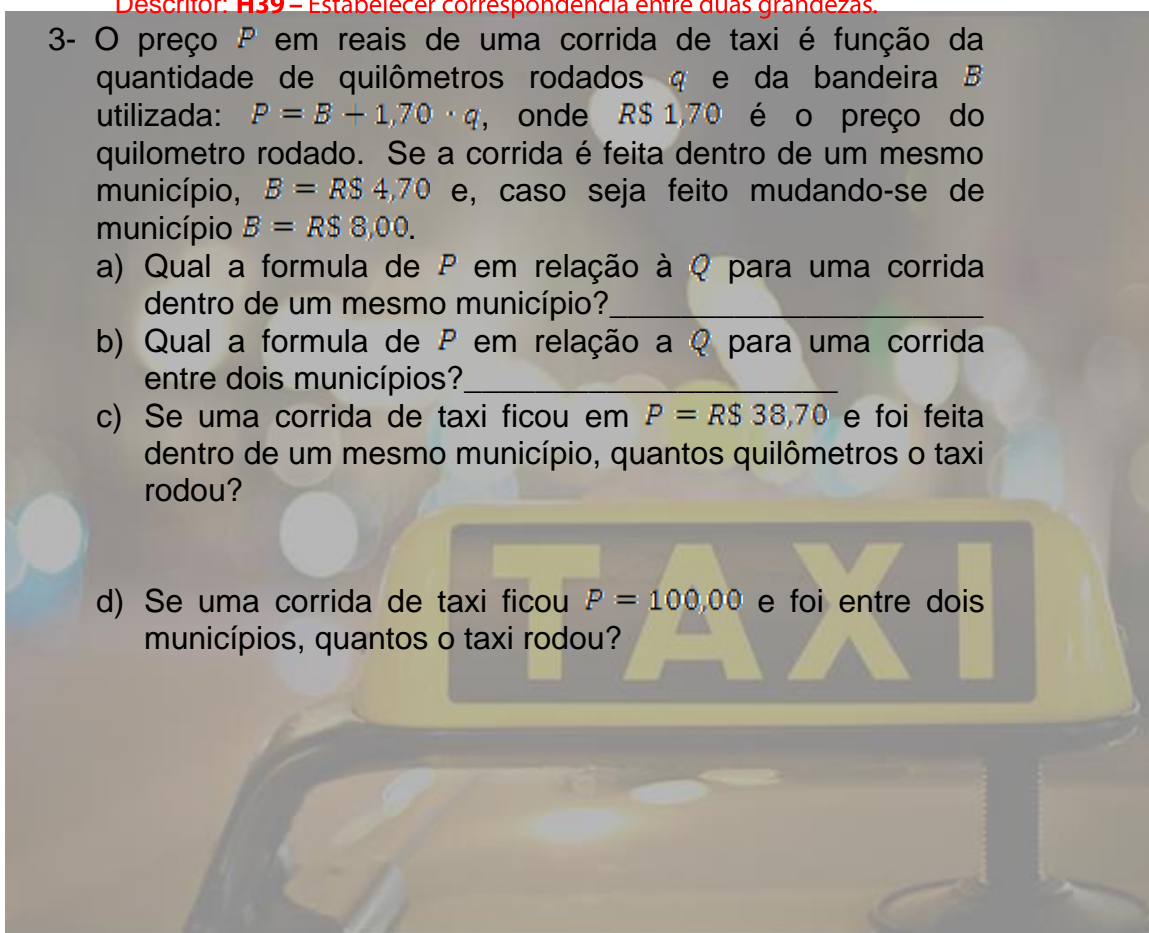 Descritor: H39 – Estabelecer correspondência entre duas grandezas.
3- O preço P em reais de uma corrida de taxi é função da
quantidade de quilômetros rodados q e da bandeira B
utilizada: P = B + 1,70 · q, onde R$ 1,70 é o preço do
quilometro rodado. Se a corrida é feita dentro de um mesmo
município, B = R$ 4,70 e, caso seja feito mudando-se de
município B = R$ 8,00.
a) Qual a formula de P em relação à Q para uma corrida
dentro de um mesmo município?_______________________
b) Qual a formula de P em relação a Q para uma corrida
entre dois municípios?_______________________
c) Se uma corrida de taxi ficou em P = R$ 38,70 e foi feita
dentro de um mesmo município, quantos quilômetros o taxi
rodou?
d) Se uma corrida de taxi ficou P = 100,00 e foi entre dois
municípios, quantos o taxi rodou?
TAXI